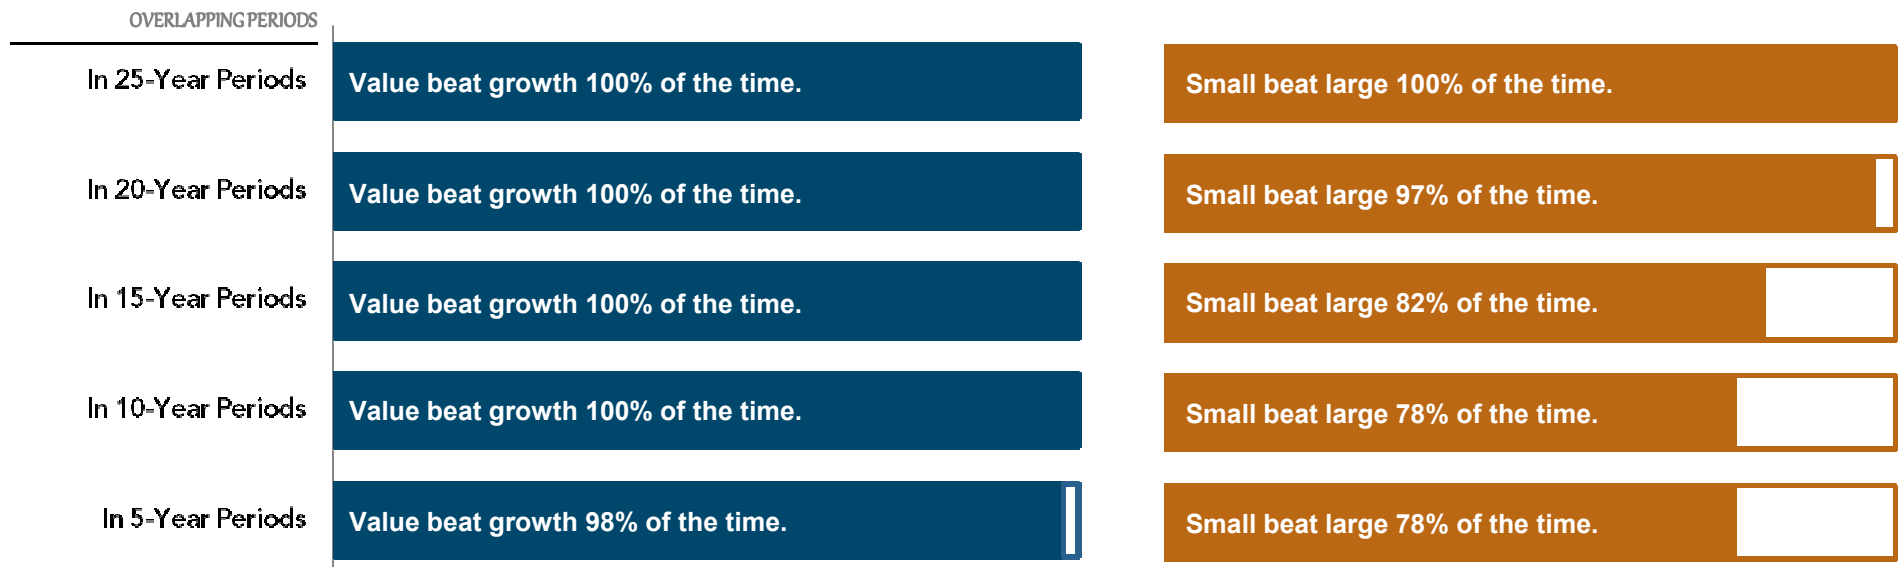 OVERLAPPING PERIODS
In 25-Year Periods
Value beat growth 100% of the time.
Small beat large 100% of the time.
In 20-Year Periods
Value beat growth 100% of the time.
Small beat large 97% of the time.
In 15-Year Periods
Value beat growth 100% of the time.
Small beat large 82% of the time.
In 10-Year Periods
Value beat growth 100% of the time.
Small beat large 78% of the time.
In 5-Year Periods
Value beat growth 98% of the time.
Small beat large 78% of the time.